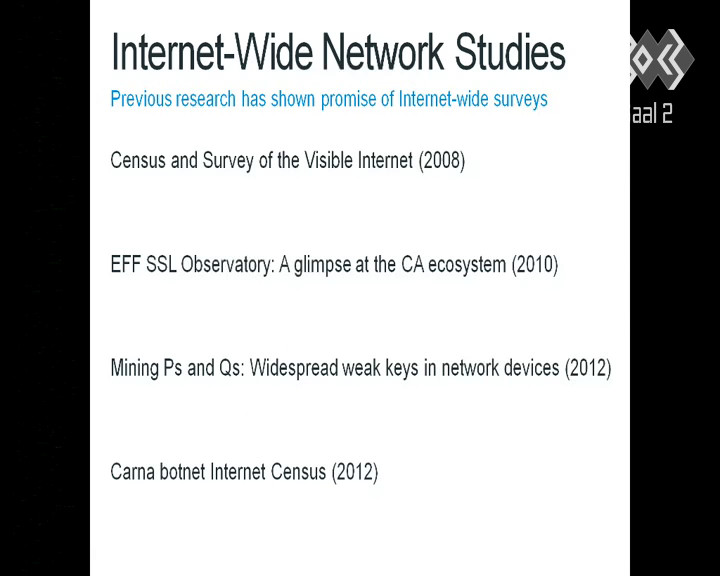 Internet-Wide Network Studies
Previous research has shown promise of Internet-wide surveys
Census and Survey of the Visible Internet (2008)
EFF SSL Observatory: A glimpse at the CA ecosystem (2010)
Mining Ps and Qs: Widespread weak keys in network devices (2012)
Carna botnet Internet Census (2012)
aal 2